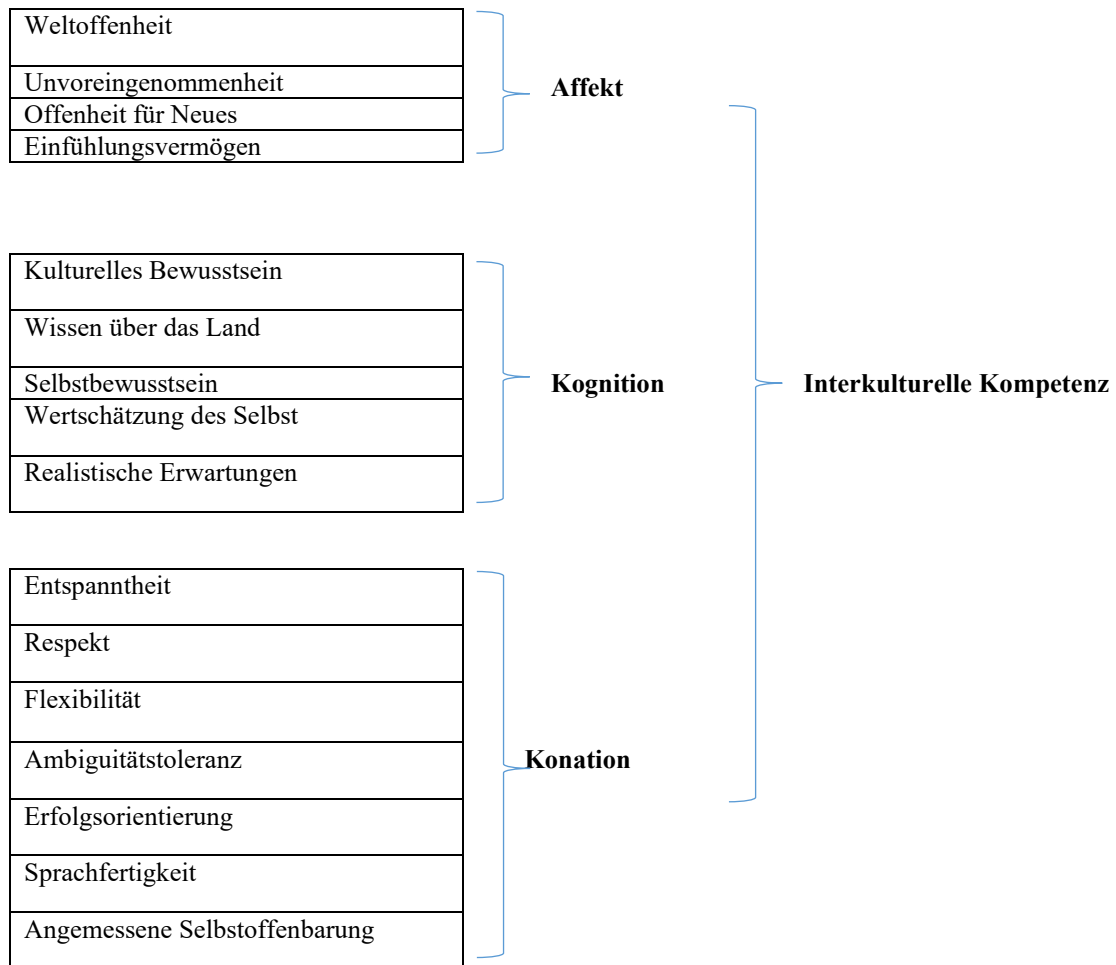 Weltoffenheit
Unvoreingenommenheit
Offenheit für Neues
Einfühlungsvermögen
Affekt
Kulturelles Bewusstsein
Wissen über das Land
Selbstbewusstsein
Wertschätzung des Selbst
Realistische Erwartungen
Kognition
Interkulturelle Kompetenz
Entspanntheit
Respekt
Flexibilität
Ambiguitätstoleranz
Erfolgsorientierung
Sprachfertigkeit
Angemessene Selbstoffenbarung
Konation